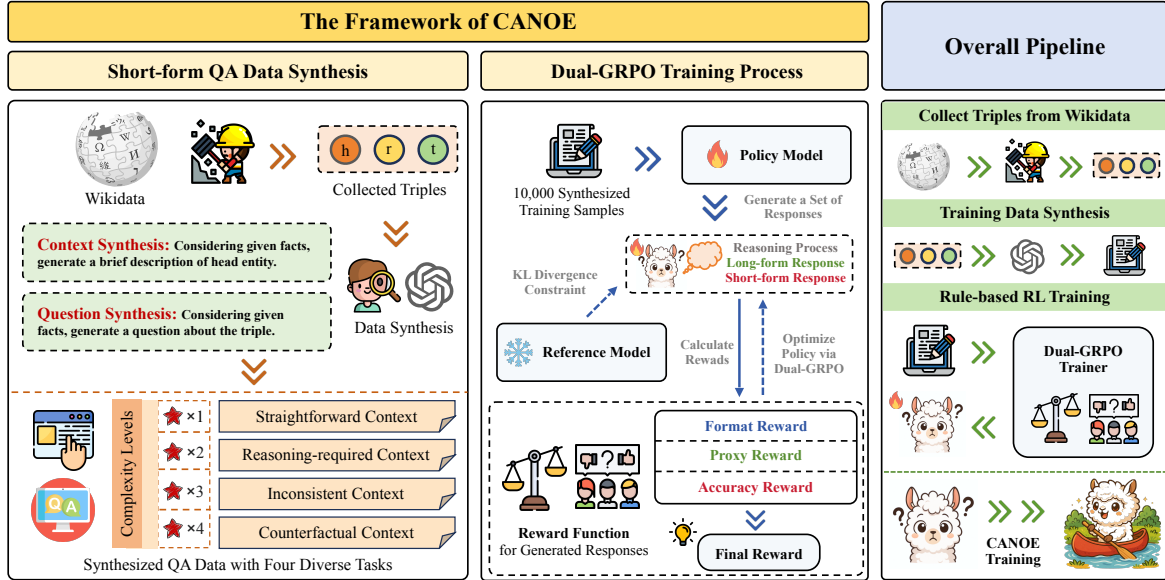 The Framework of CANOE
Short-form QA Data Synthesis
Wikidata
h r t
Collected Triples
Context Synthesis: Considering given facts,
generate a brief description of head entity.
Question Synthesis: Considering given
facts, generate a question about the triple.
Data Synthesis
Complexity Levels
×1
Straightforward Context
×2
Reasoning-required Context
×3
Inconsistent Context
×4
Counterfactual Context
QA
Synthesized QA Data with Four Diverse Tasks
Dual-GRPO Training Process
10,000 Synthesized
Training Samples
Policy Model
Generate a Set of
Responses
? ?
Reasoning Process
Long-form Response
Short-form Response
KL Divergence
Constraint
Reference Model
Calculate
Rewads
Optimize
Policy via
Dual-GRPO
?
Format Reward
Proxy Reward
Accuracy Reward
Reward Function
for Generated Responses
Final Reward
Overall Pipeline
Collect Triples from Wikidata
Training Data Synthesis
Rule-based RL Training
Dual-GRPO
Trainer
?
? ?
? ?
CANOE
Training